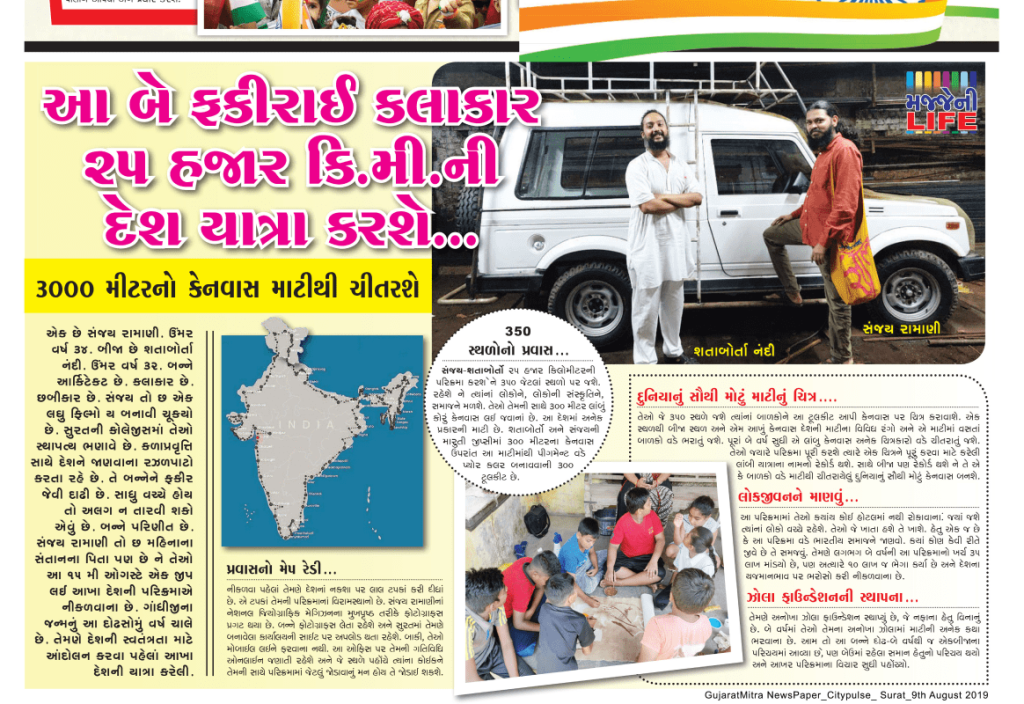 આ બે ફકીરાઈ કલાકાર
૨૫ હજાર કિ.મી.ની
દેશ યાત્રા કરશે...
3000 મીટરનો કેનવાસ માટીથી ચીતરશે
એક છે સંજય રામાણી. ઉંમર
વર્ષ ૩૪. બીજા છે શતાબોર્તા
નંદી. ઉંમર વર્ષ ૩૨. બન્ને
આર્કિટેક્ટ છે. કલાકાર છે.
છબીકાર છે. સંજય તો છ એક
લઘુ ફિલ્મો ય બનાવી ચૂક્યો
છે. સુરતની કોલેજીસમાં તેઓ
સ્થાપત્ય ભણાવે છે. કળાપ્રવૃત્તિ
સાથે દેશને જાણવાના રઝળપાટો
કરતા રહે છે. તે બન્નેને ફકીર
જેવી દાઢી છે. સાધુ વચ્ચે હોય
તો અલગ ન તારવી શકો
એવું છે. બન્ને પરિણીત છે.
સંજય રામાણી તો છ મહિનાના
સંતાનના પિતા પણ છે ને તેઓ
આ ૧૫ મી ઓગસ્ટે એક જીપ
લઈ આખા દેશની પરિક્રમાએ
નીકળવાના છે. ગાંધીજીના
જન્મનું આ દોઢસોમું વર્ષ ચાલે
છે. તેમણે દેશની સ્વતંત્રતા માટે
આંદોલન કરવા પહેલાં આખા
દેશની યાત્રા કરેલી.
INDIA
પ્રવાસનો મેપ રેડી...
નીકળવા પહેલાં તેમણે દેશનાં નકશા પર લાલ ટપકાં કરી દીધાં
છે. એ ટપકાં તેમની પરિક્રમાનાં વિરામસ્થાનો છે. સંજય રામાણીનાં
નેશનલ જિયોગ્રાફિક મેગેઝિનના મુખપૃષ્ઠ તરીકે ફોટોગ્રાફ્સ
પ્રગટ થયા છે. બન્ને ફોટોગ્રાફ્સ લેતા રહેશે અને સુરતમાં તેમણે
બનાવેલા કાર્યાલયની સાઈટ પર અપલોડ થતા રહેશે. બાકી, તેઓ
મોબાઈલ લઈને ફરવાના નથી. આ ઓફિસ પર તેમની ગતિવિધિ
ઓનલાઈન જણાતી રહેશે અને જે સ્થળે પહોંચે ત્યાંના કોઈકને
તેમની સાથે પરિક્રમામાં જેટલું જોડાવાનું મન હોય તે જોડાઈ શકશે.
મજ્જેની
LIFE
સંજય રામાણી
શતાબોર્તા નંદી
350
સ્થળોનો પ્રવાસ...
સંજય-શતાબોર્તા ૨૫ હજાર કિલોમીટરની
પરિક્રમા કરશે ને ૩૫૦ જેટલાં સ્થળો પર જશે,
રહેશે ને ત્યાંનાં લોકોને, લોકોની સંસ્કૃતિને,
સમાજને મળશે. તેઓ તેમની સાથે 300 મીટર લાંબુ
કોરું કેનવાસ લઈ જવાનાં છે. આ દેશમાં અનેક
પ્રકારની માટી છે. શતાબોર્તા અને સંજયની
મારુતી જીપ્સીમાં 300 મીટરના કેનવાસ
ઉપરાંત આ માટીમાંથી પીગમેન્ટ વડે
પ્યોર કલર બનાવવાની 300
ટૂલકીટ છે.
દુનિયાનું સૌથી મોટું માટીનું ચિત્ર....
તેઓ જે ૩૫૦ સ્થળે જશે ત્યાંનાં બાળકોને આ ટૂલકીટ આપી કેનવાસ પર ચિત્ર કરાવાશે. એક
સ્થળથી બીજા સ્થળ અને એમ આખું કેનવાસ દેશની માટીના વિવિધ રંગો અને એ માટીમાં વસતાં
બાળકો વડે ભરાતું જશે. પૂરાં બે વર્ષ સુધી એ લાંબુ કેનવાસ અનેક ચિત્રકારો વડે ચીતરાતું જશે.
તેઓ જ્યારે પરિક્રમા પૂરી કરશે ત્યારે એક ચિત્રને પૂરું કરવા માટે કરેલી
લાંબી યાત્રાના નામનો રેકોર્ડ થશે. સાથે બીજા પણ રેકોર્ડ થશે ને તે એ
કે બાળકો વડે માટીથી ચીતરાયેલું દુનિયાનું સૌથી મોટું કેનવાસ બનશે.
લોકજીવનને માણવું...
આ પરિક્રમામાં તેઓ ક્યાંય કોઈ હોટલમાં નથી રોકાવાનાં. જ્યાં જશે
ત્યાંનાં લોકો વચ્ચે રહેશે. તેઓ જે ખાતા હશે તે ખાશે. હેતુ એક જ છે
કે આ પરિક્રમા વડે ભારતીય સમાજને જાણવો. ક્યાં કોણ કેવી રીતે
જીવે છે તે સમજવું. તેમણે લગભગ બે વર્ષની આ પરિક્રમાનો ખર્ચ ૩૫
લાખ માંડ્યો છે, પણ અત્યારે ૧૦ લાખ જ ભેગા કર્યા છે અને દેશના
યજમાનભાવ પર ભરોસો કરી નીકળવાના છે.
ઝોલા ફાઉન્ડેશનની સ્થાપના...
તેમણે અનોખા ઝોલા ફાઉન્ડેશન સ્થાપ્યું છે, જે નફાના હેતુ વિનાનું
છે. બે વર્ષમાં તેઓ તેમના અનોખા ઝોલામાં માટીની અનેક કથા
ભરવાના છે. આમ તો આ બન્ને દોઢ-બે વર્ષથી જ એકબીજાના
પરિચયમાં આવ્યા છે, પણ બેઉમાં રહેલા સમાન હેતુનો પરિચય થયો
અને આખર પરિક્રમાના વિચાર સુધી પહોંચ્યો.
GujaratMitra NewsPaper_Citypulse_ Surat_9th August 2019